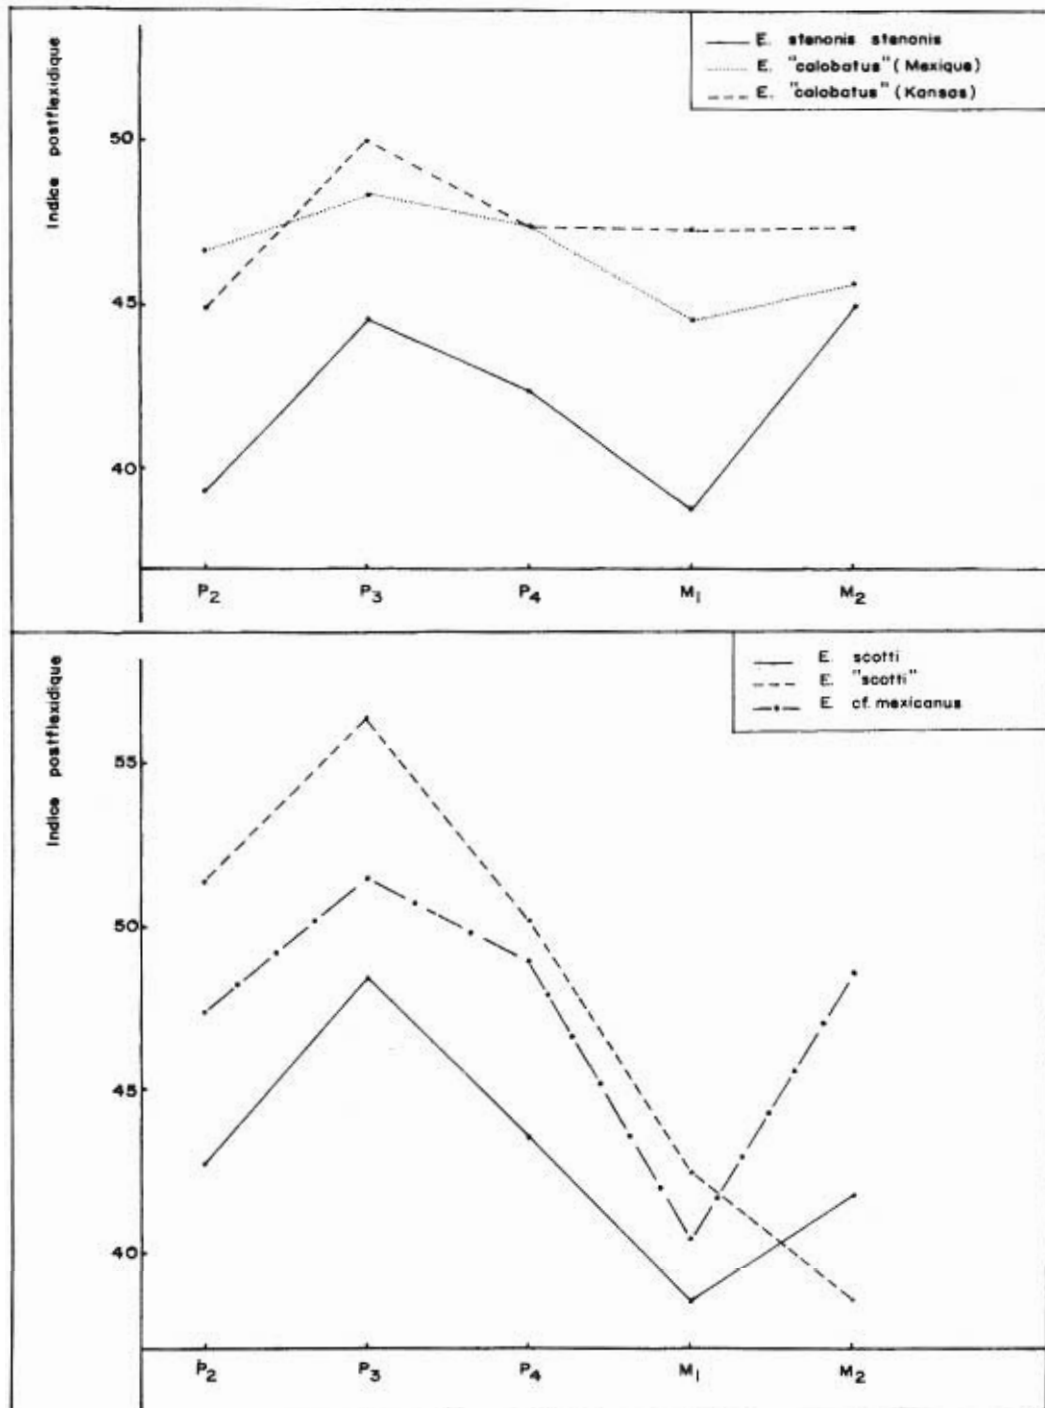 Indice postflexidique
E. stenonis stenonis
E. "calobatus" (Mexique)
E. "calobatus" (Kansas)
50
45
40
P2 P3 P4 M1 M2
Indice postflexidique
E. scotti
E. "scotti"
E. cf. mexicanus
55
50
45
40
P2 P3 P4 M1 M2